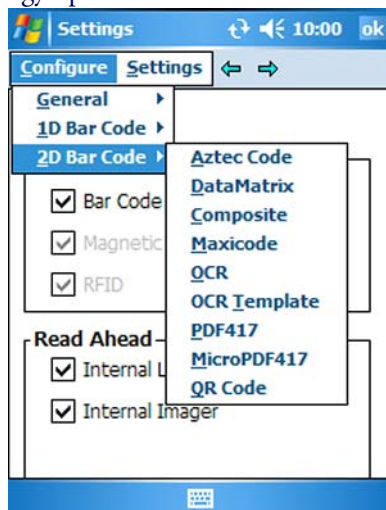 Settings 10:00 ok
Configure Settings
General
1D Bar Code
2D Bar Code
Aztec Code
DataMatrix
Composite
Maxicode
OCR
OCR Template
PDF417
MicroPDF417
QR Code
Bar Code
Magnetic
RFID
Read Ahead
Internal L
Internal Imager